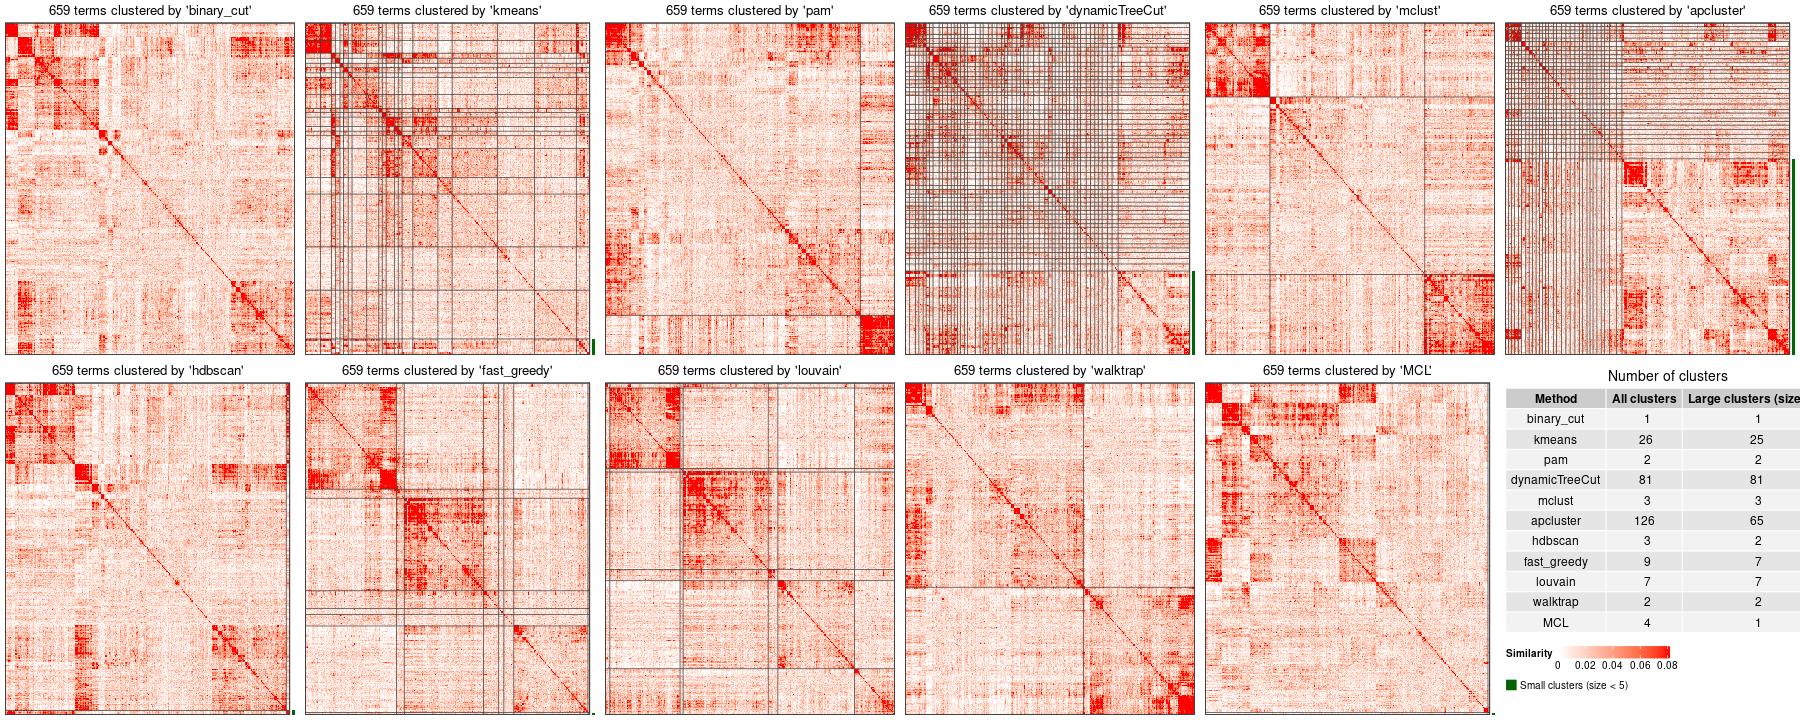 659 terms clustered by 'binary_cut'
659 terms clustered by 'kmeans'
659 terms clustered by 'pam'
659 terms clustered by 'dynamicTreeCut'
659 terms clustered by 'mclust'
659 terms clustered by 'apcluster'
659 terms clustered by 'hdbscan'
659 terms clustered by 'fast_greedy'
659 terms clustered by 'louvain'
659 terms clustered by 'walktrap'
659 terms clustered by 'MCL'
Number of clusters
Method All clusters Large clusters (size
binary_cut 1 1
kmeans 26 25
pam 2 2
dynamicTreeCut 81 81
mclust 3 3
apcluster 126 65
hdbscan 3 2
fast_greedy 9 7
louvain 7 7
walktrap 2 2
MCL 4 1
Similarity
0 0.02 0.04 0.06 0.08
Small clusters (size < 5)